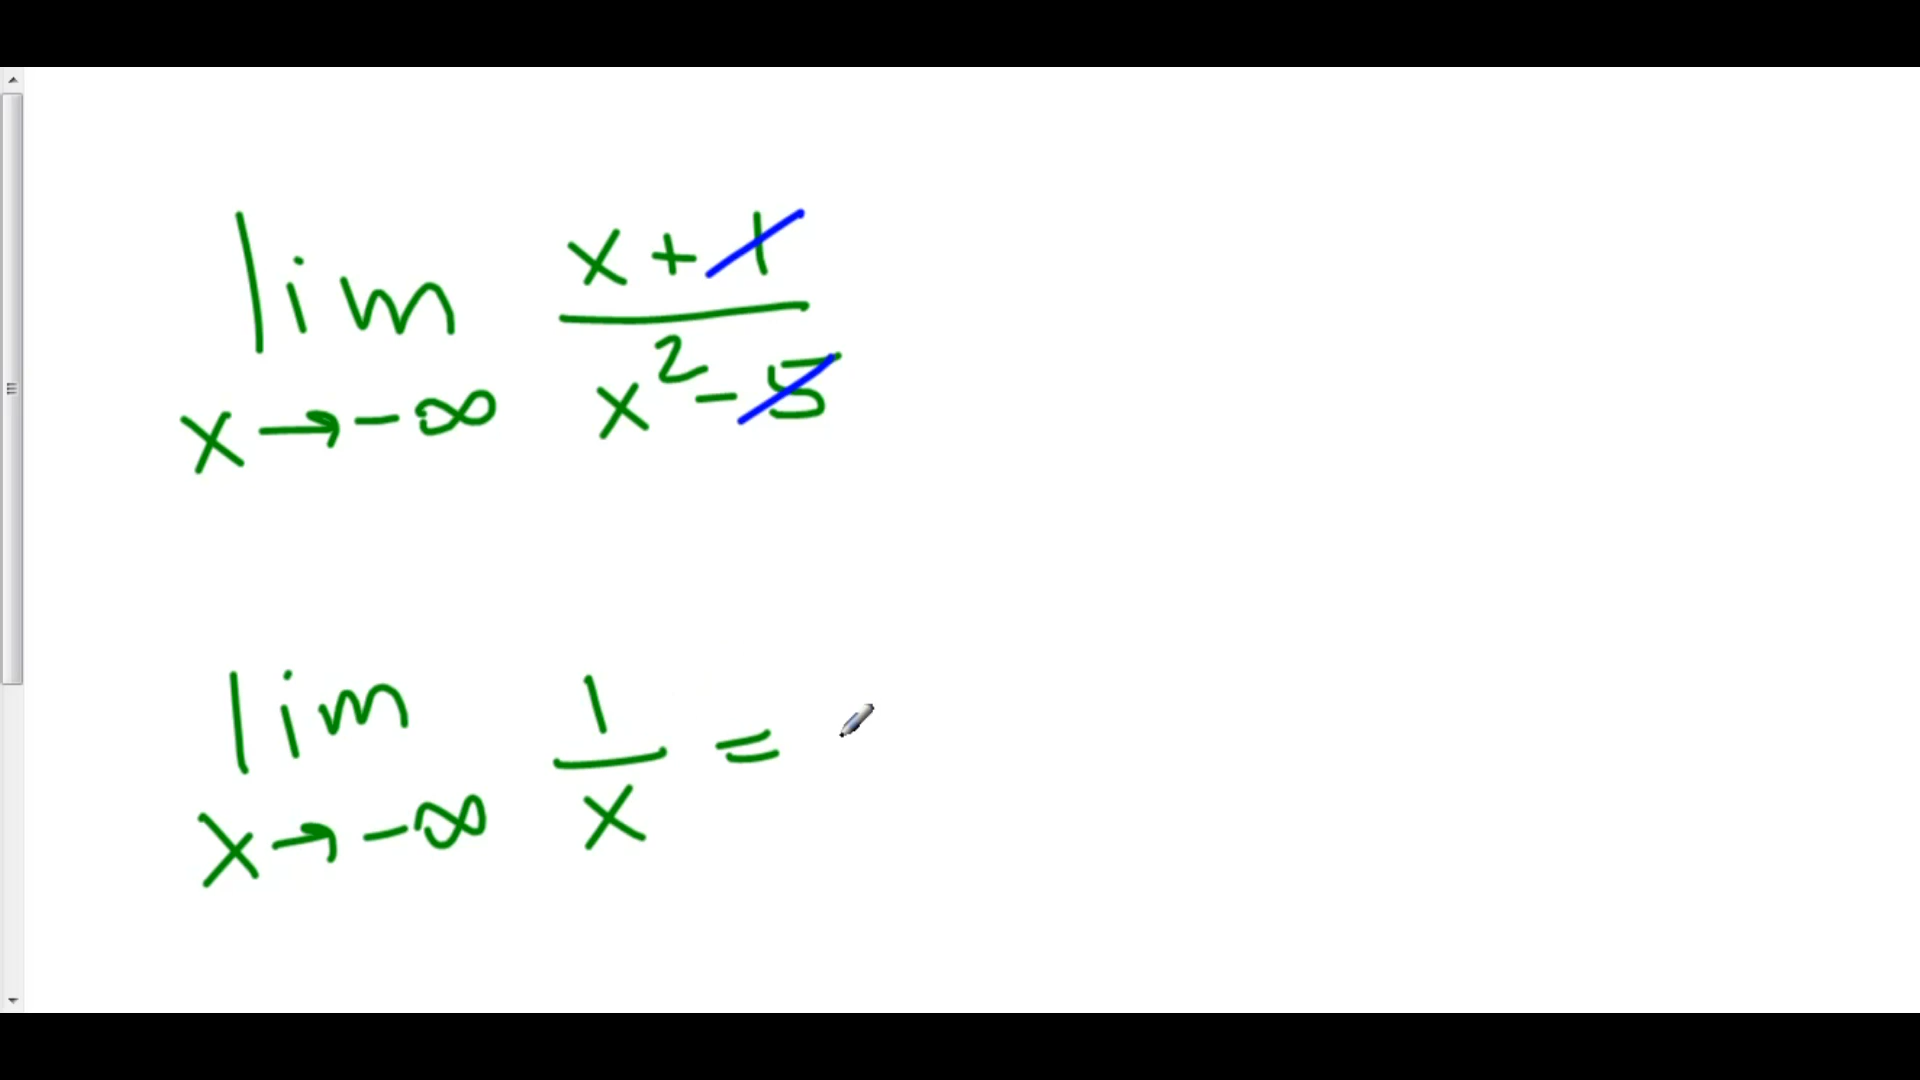 lim x→-∞ (x + 1)/(x² - 5)
lim x→-∞ 1/x =